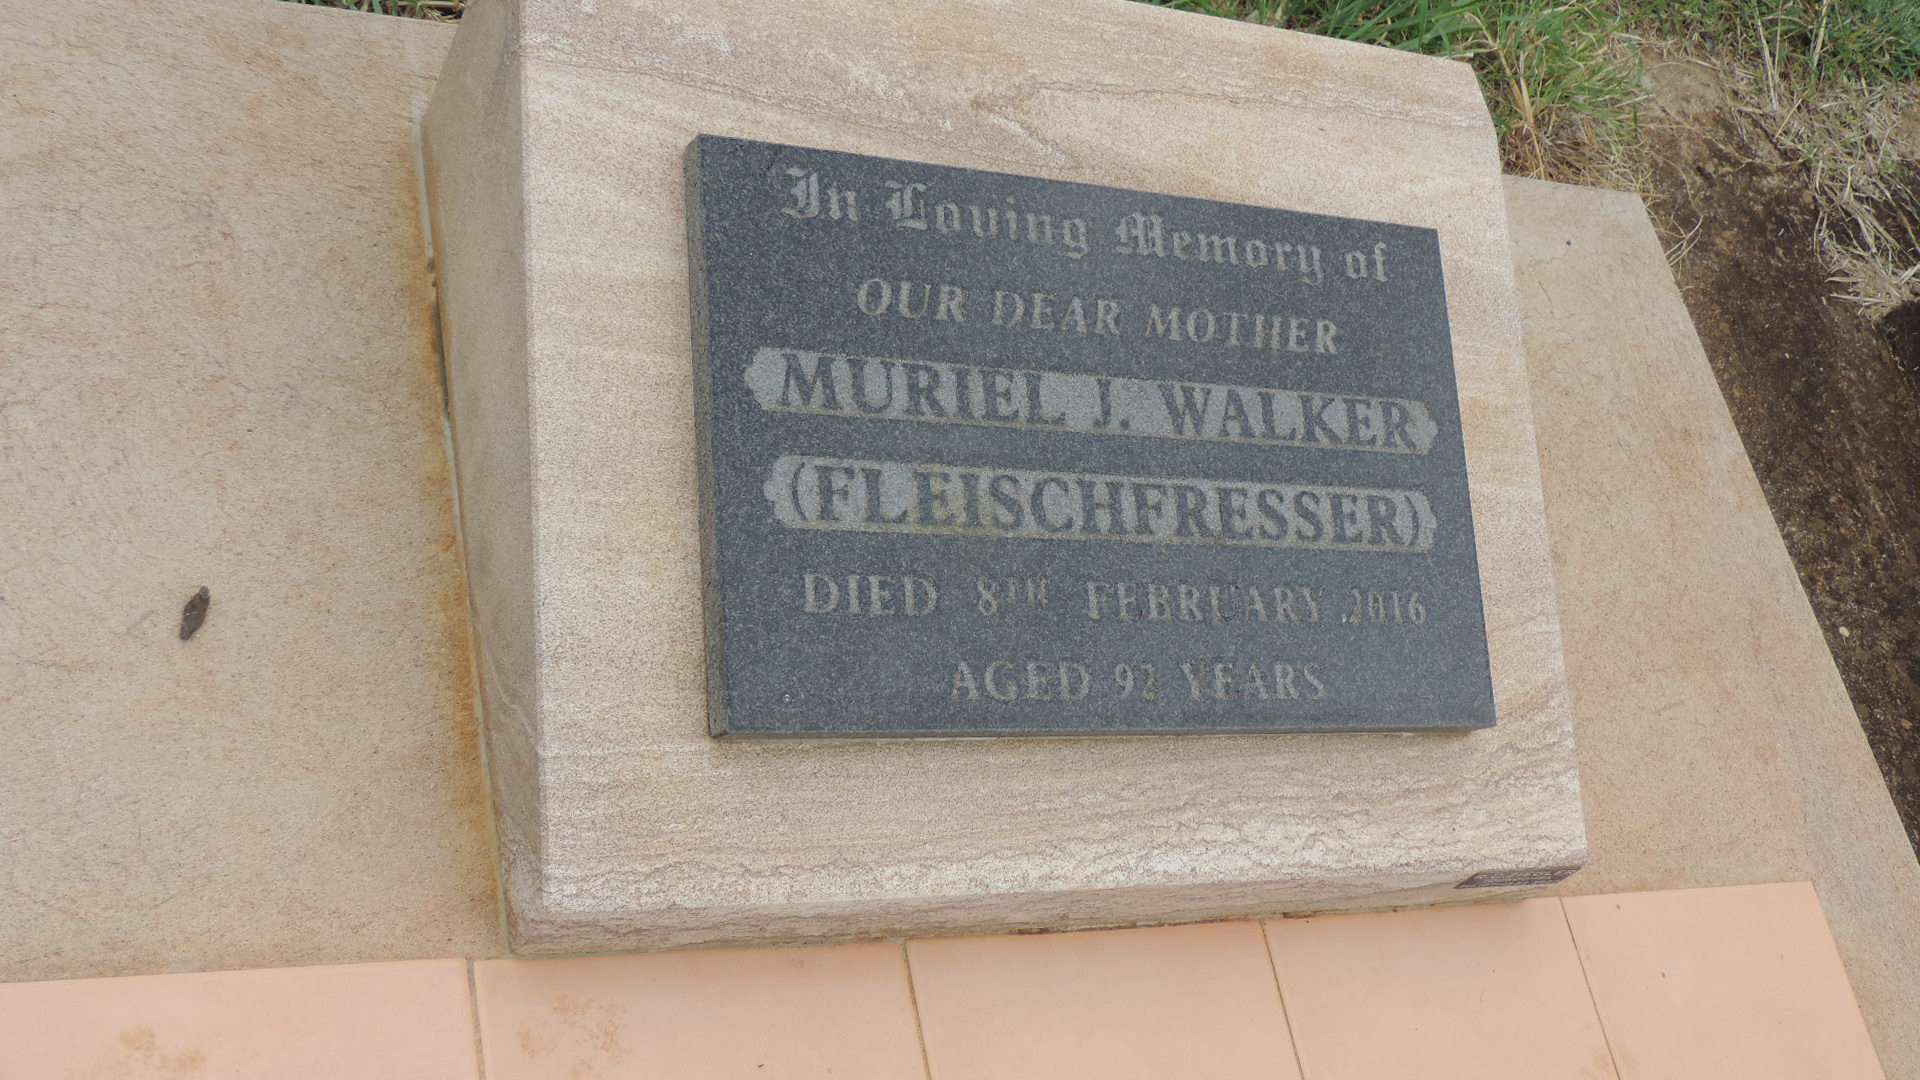 In Loving Memory of
OUR DEAR MOTHER
MURIEL J. WALKER
(FLEISCHFRESSER)
DIED 8TH FEBRUARY 2016
AGED 92 YEARS